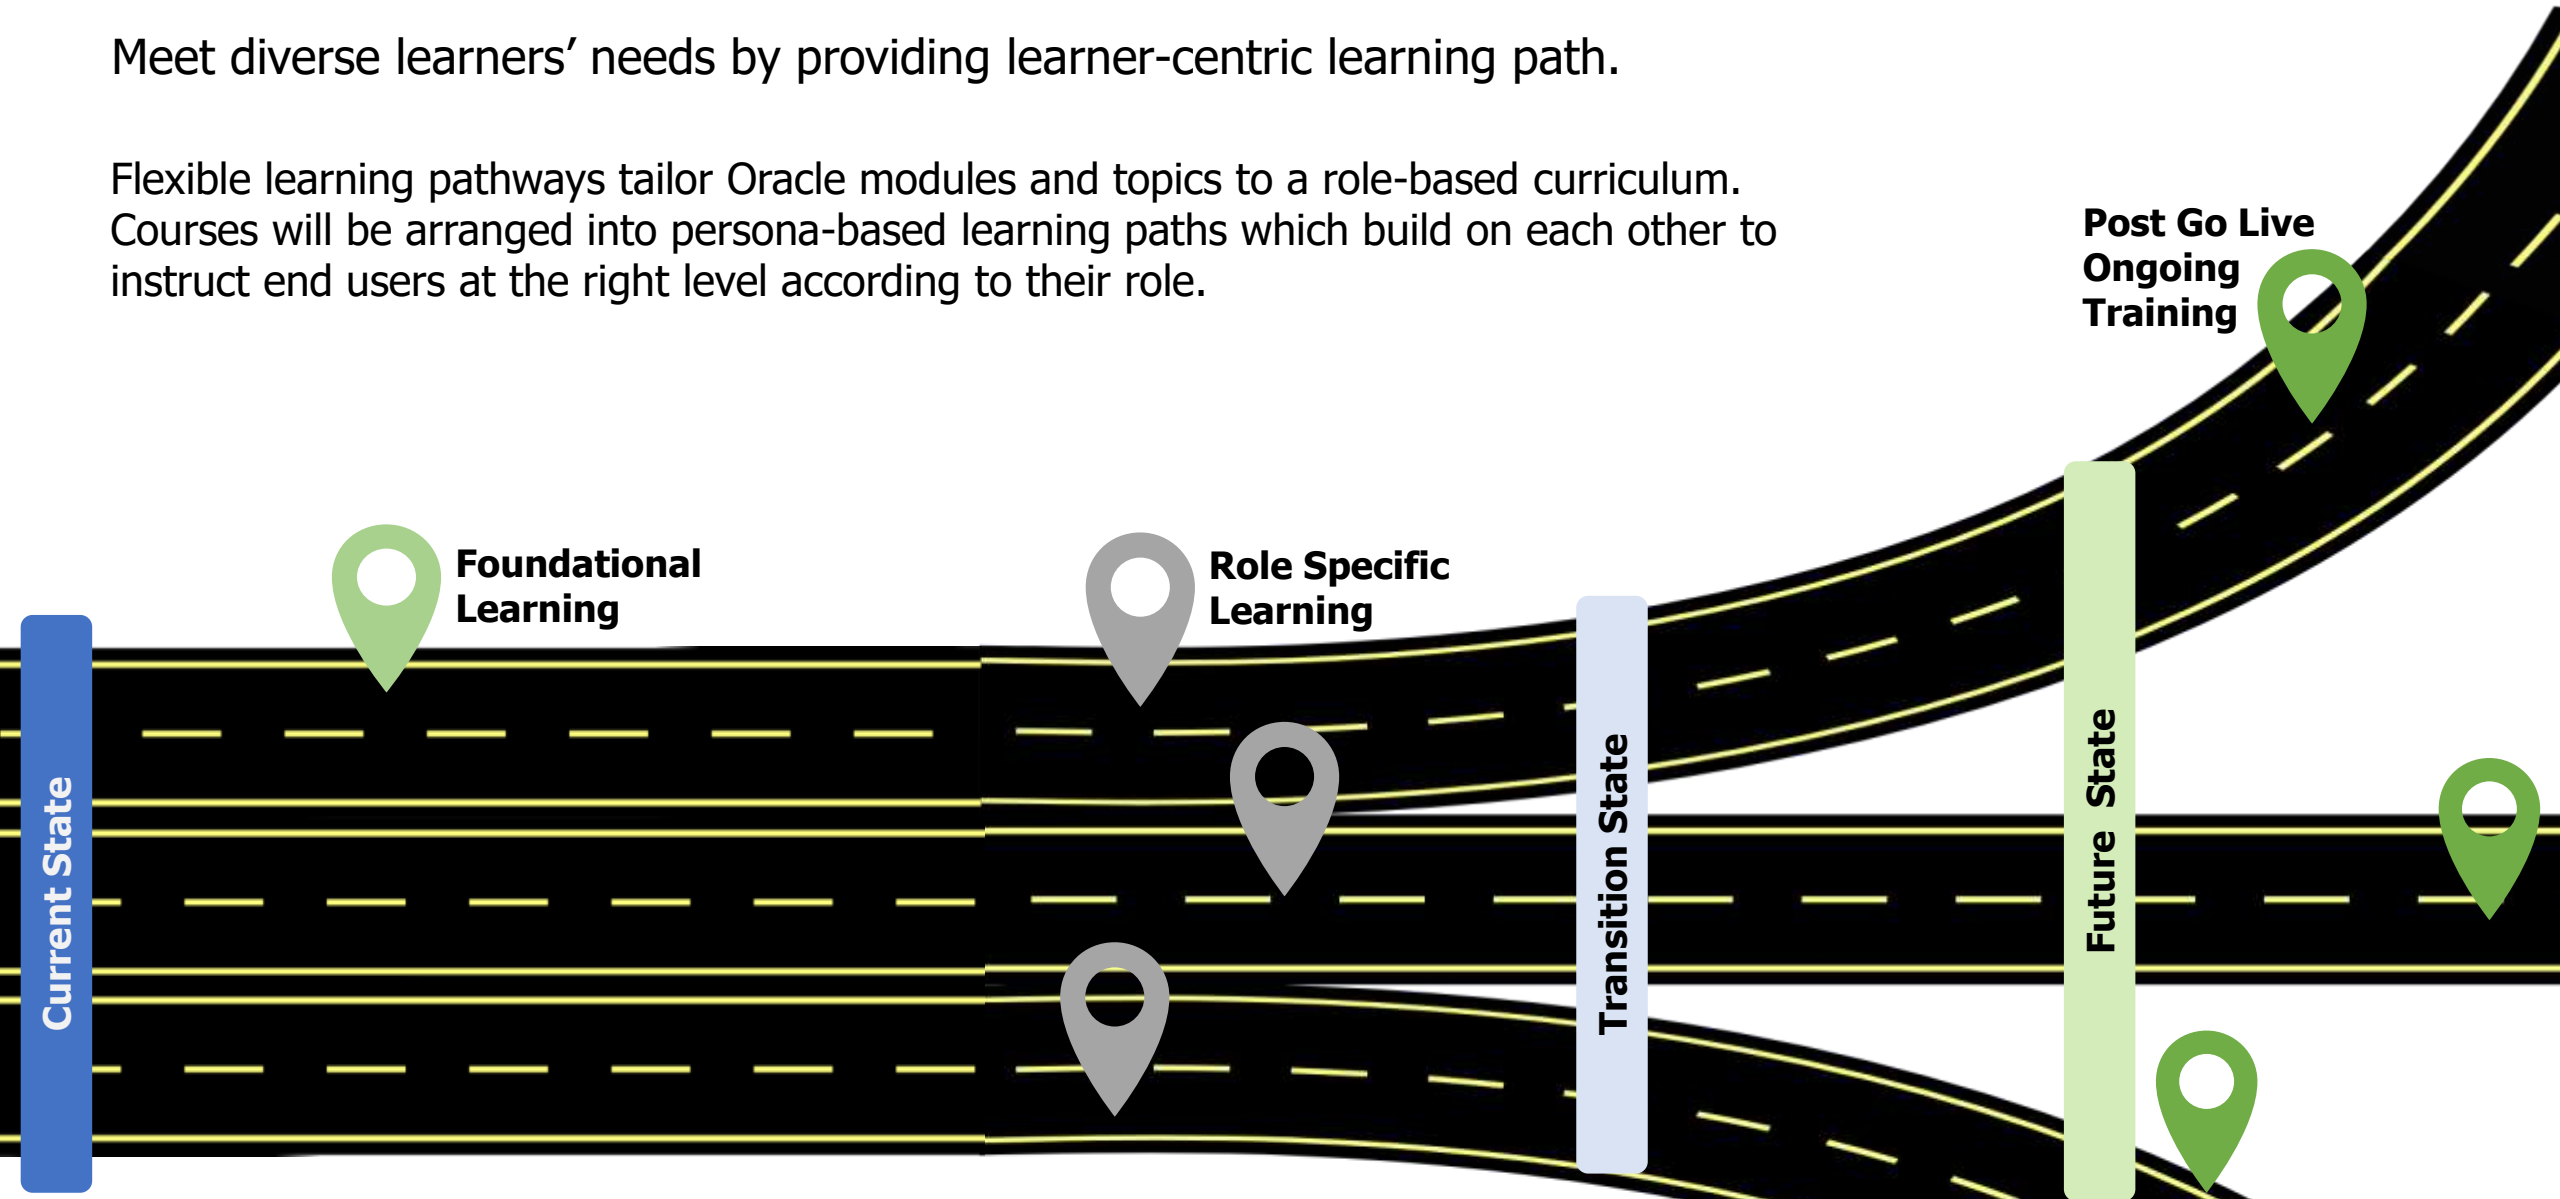 Meet diverse learners’ needs by providing learner-centric learning path.
Flexible learning pathways tailor Oracle modules and topics to a role-based curriculum.
Courses will be arranged into persona-based learning paths which build on each other to
instruct end users at the right level according to their role.
Post Go Live
Ongoing
Training
Foundational
Learning
Role Specific
Learning
Current State
Transition State
Future State